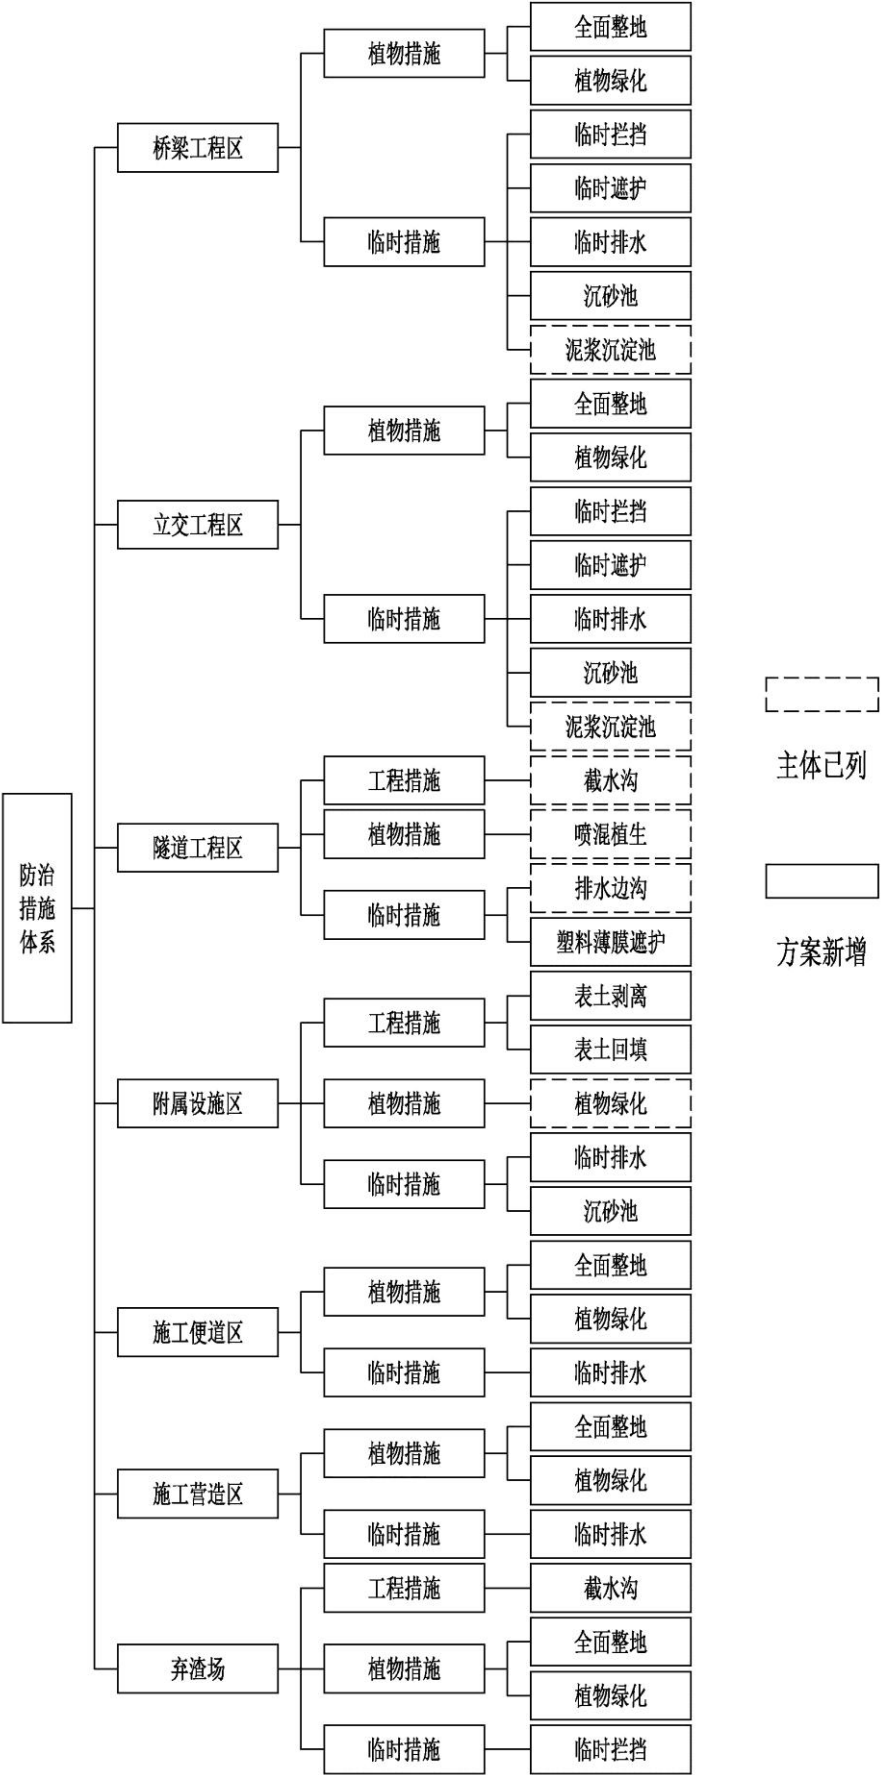 防治
措施
体系
桥梁工程区
植物措施
全面整地
植物绿化
临时措施
临时拦挡
临时遮护
临时排水
沉砂池
泥浆沉淀池
立交工程区
植物措施
全面整地
植物绿化
临时措施
临时拦挡
临时遮护
临时排水
沉砂池
泥浆沉淀池
隧道工程区
工程措施
截水沟
植物措施
喷混植生
临时措施
排水边沟
塑料薄膜遮护
附属设施区
工程措施
表土剥离
表土回填
植物措施
植物绿化
临时措施
临时排水
沉砂池
施工便道区
植物措施
全面整地
植物绿化
临时措施
临时排水
施工营造区
植物措施
全面整地
植物绿化
临时措施
临时排水
弃渣场
工程措施
截水沟
植物措施
全面整地
植物绿化
临时措施
临时拦挡
主体已列
方案新增